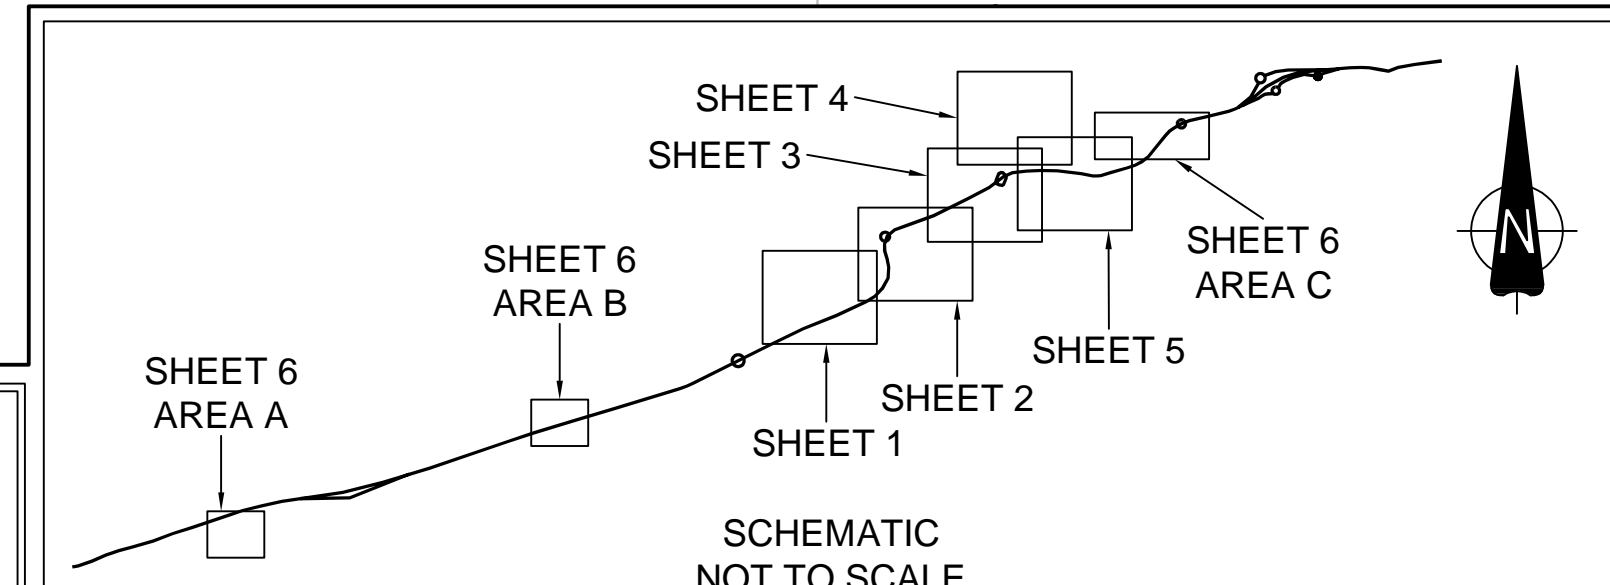 SHEET 4
SHEET 3
SHEET 6
AREA C
SHEET 6
AREA B
SHEET 5
SHEET 2
SHEET 1
SHEET 6
AREA A
N
SCHEMATIC
NOT TO SCALE